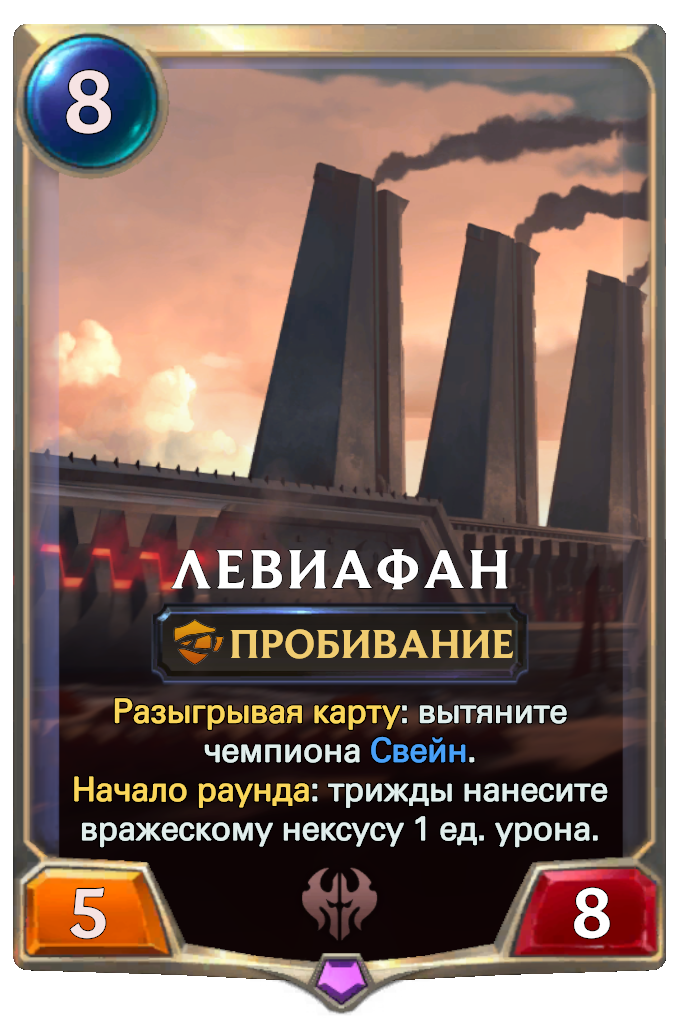 8
ЛЕВИАФАН
ПРОБИВАНИЕ
Разыгрывая карту: вытяните
чемпиона Свейн.
Начало раунда: трижды нанесите
вражескому нексусу 1 ед. урона.
5
8